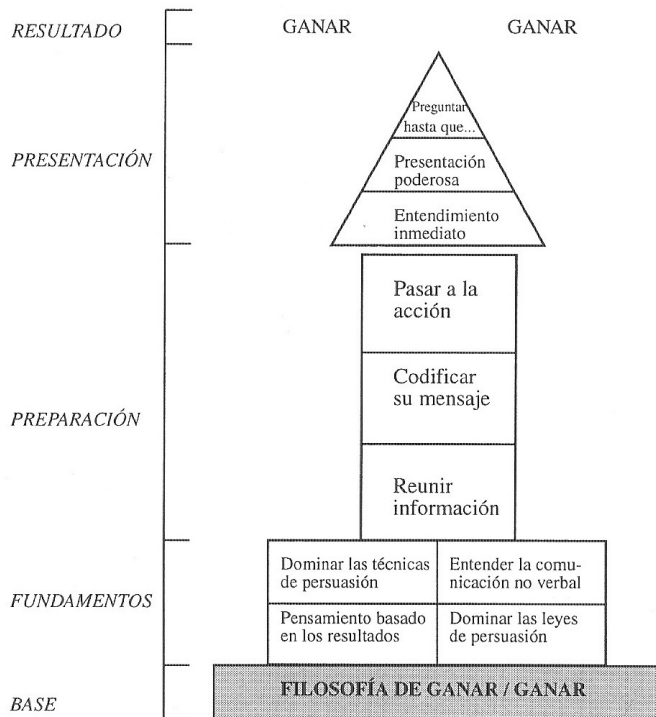 RESULTADO
GANAR GANAR
PRESENTACIÓN
Preguntar
hasta que...
Presentación
poderosa
Entendimiento
inmediato
PREPARACIÓN
Pasar a la
acción
Codificar
su mensaje
Reunir
información
FUNDAMENTOS
Dominar las técnicas
de persuasión
Entender la comu-
nicación no verbal
Pensamiento basado
en los resultados
Dominar las leyes
de persuasión
BASE
FILOSOFÍA DE GANAR / GANAR